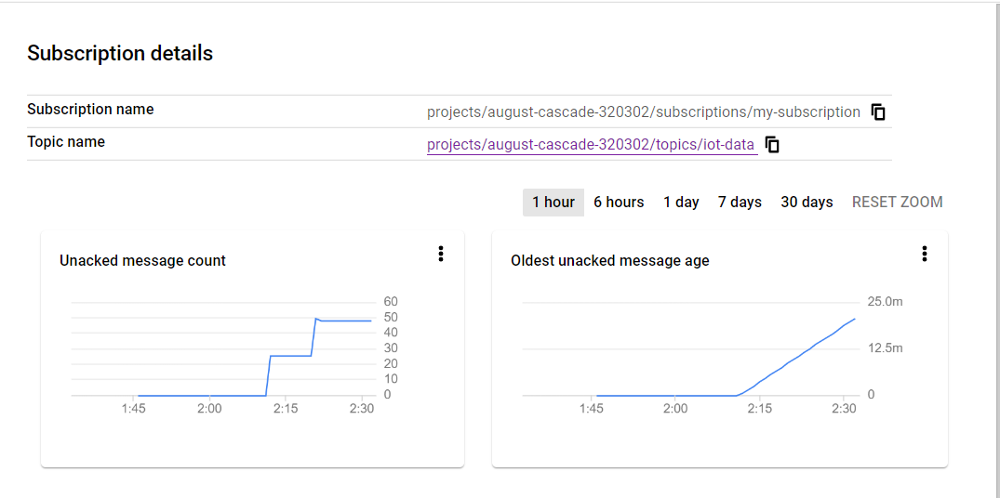 Subscription details
Subscription name projects/august-cascade-320302/subscriptions/my-subscription
Topic name projects/august-cascade-320302/topics/iot-data
1 hour 6 hours 1 day 7 days 30 days RESET ZOOM
Unacked message count
60
50
40
30
20
10
0
1:45 2:00 2:15 2:30
Oldest unacked message age
25.0m
12.5m
0
1:45 2:00 2:15 2:30